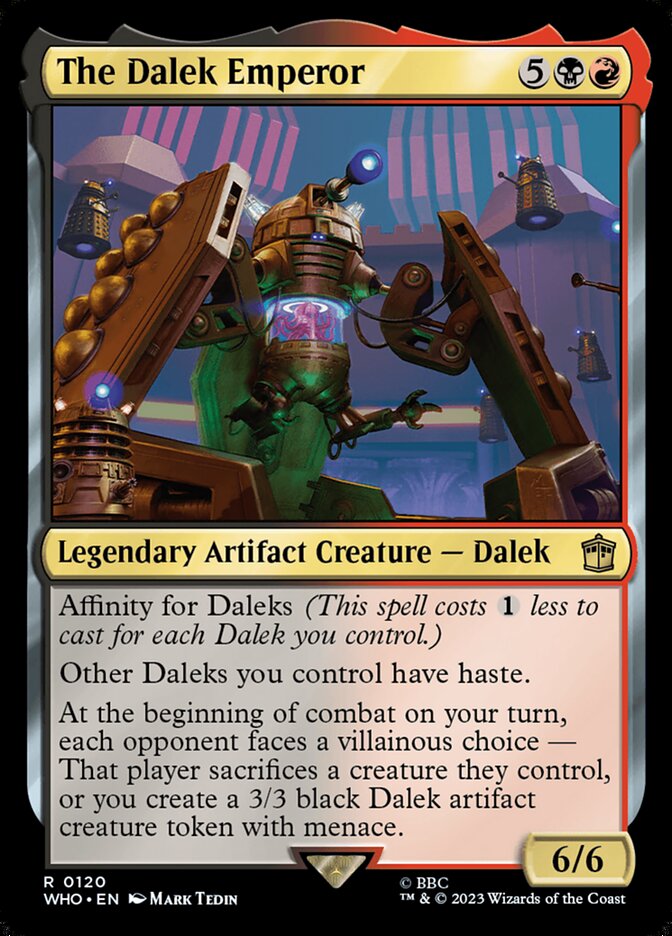 The Dalek Emperor 5
Legendary Artifact Creature — Dalek
Affinity for Daleks (This spell costs 1 less to
cast for each Dalek you control.)
Other Daleks you control have haste.
At the beginning of combat on your turn,
each opponent faces a villainous choice —
That player sacrifices a creature they control,
or you create a 3/3 black Dalek artifact
creature token with menace.
6/6
R 0120
WHO • EN Mark Tedin
© BBC
™ & © 2023 Wizards of the Coast